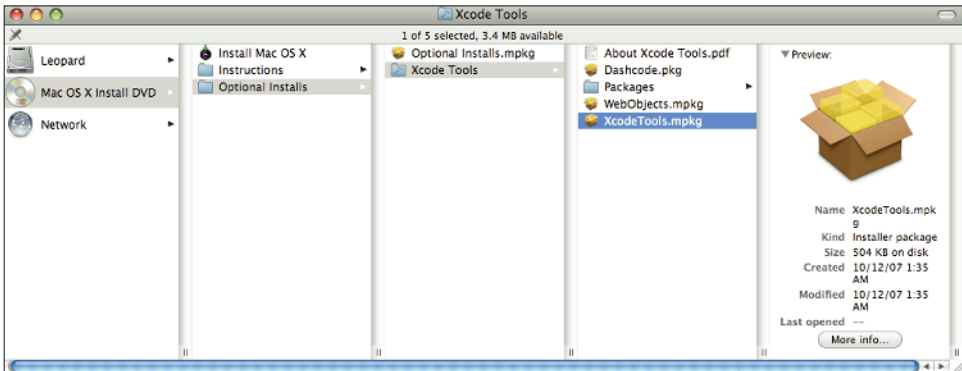 Xcode Tools
1 of 5 selected, 3.4 MB available
Leopard
Mac OS X Install DVD
Network
Install Mac OS X
Instructions
Optional Installs
Optional Installs.mpkg
Xcode Tools
About Xcode Tools.pdf
Dashcode.pkg
Packages
WebObjects.mpkg
XcodeTools.mpkg
Preview:
Name XcodeTools.mpk
g
Kind Installer package
Size 504 KB on disk
Created 10/12/07 1:35
AM
Modified 10/12/07 1:35
AM
Last opened --
More info...